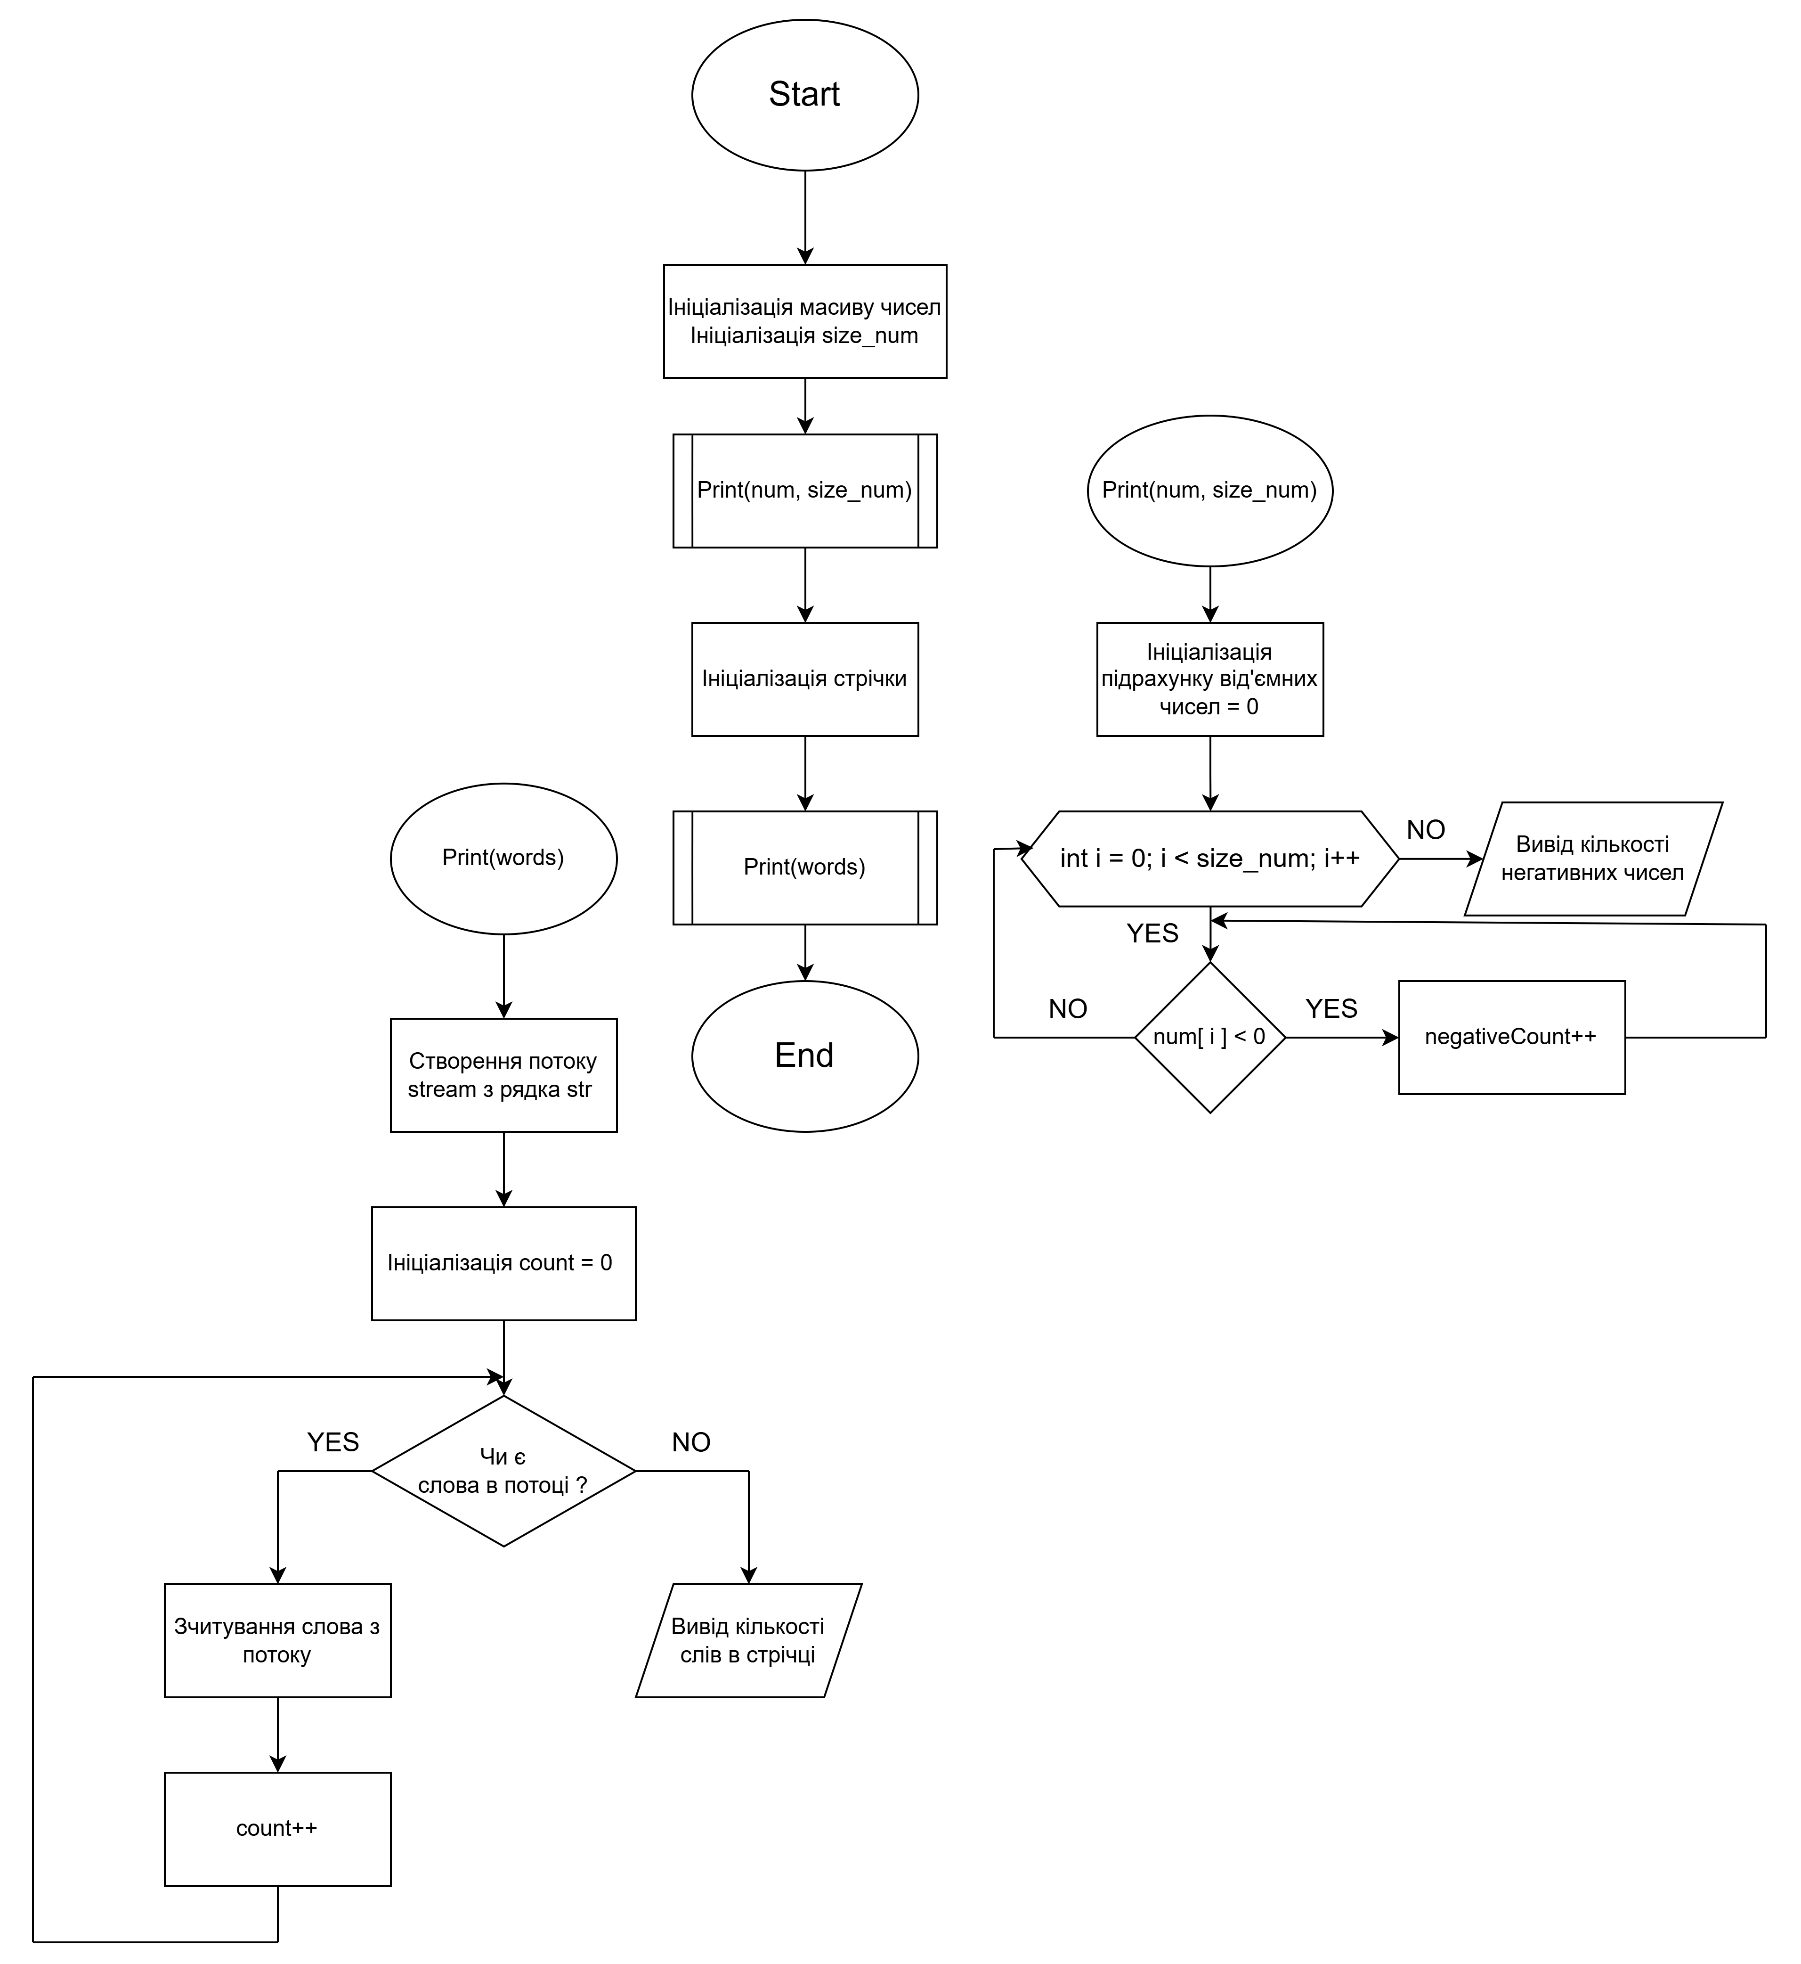 Start
Ініціалізація масиву чисел
Ініціалізація size_num
Print(num, size_num)
Ініціалізація стрічки
Print(words)
End
Print(num, size_num)
Ініціалізація
підрахунку від'ємних
чисел = 0
int i = 0; i < size_num; i++
NO
Вивід кількості
негативних чисел
YES
NO
num[ i ] < 0
YES
negativeCount++
Print(words)
Створення потоку
stream з рядка str
Ініціалізація count = 0
YES
Чи є
слова в потоці ?
NO
Зчитування слова з
потоку
Вивід кількості
слів в стрічці
count++